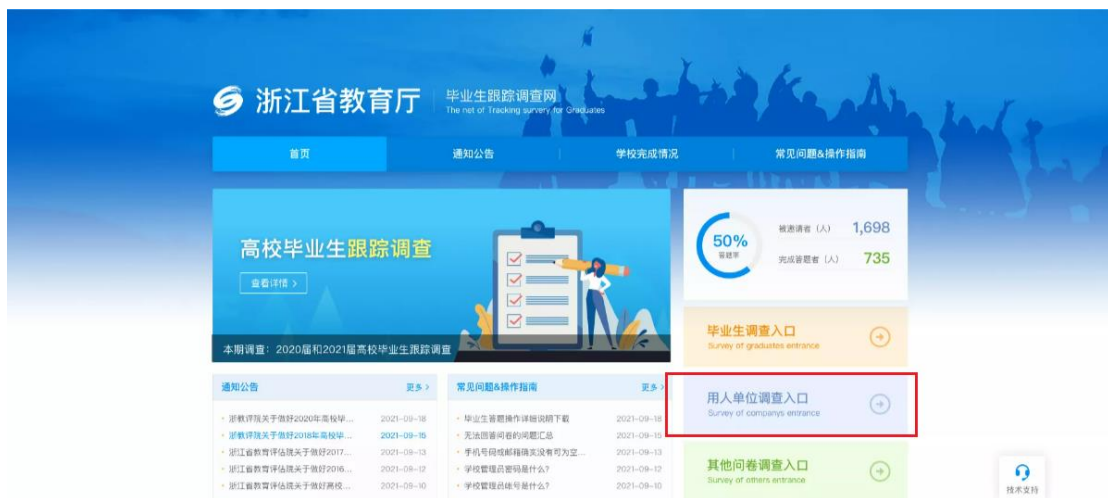 浙江省教育厅
毕业生跟踪调查网
The net of Tracking survery for Graduates
首页
通知公告
学校完成情况
常见问题&操作指南
高校毕业生跟踪调查
查看详情 >
本期调查：2020届和2021届高校毕业生跟踪调查
50%
答题率
被邀请者（人） 1,698
完成答题者（人） 735
毕业生调查入口
Survey of graduates entrance
用人单位调查入口
Survey of companys entrance
其他问卷调查入口
Survey of others entrance
通知公告 更多 >
浙教评院关于做好2020年高校毕... 2021-09-18
浙教评院关于做好2018年高校毕... 2021-09-15
浙江省教育评估院关于做好2017... 2021-09-13
浙江省教育评估院关于做好2016... 2021-09-12
浙江省教育评估院关于做好高校... 2021-09-10
常见问题&操作指南 更多 >
毕业生答题操作详细说明下载 2021-09-18
无法回答问卷的问题汇总 2021-09-15
手机号码或邮箱确实没有可为空... 2021-09-13
学校管理员密码是什么? 2021-09-12
学校管理员帐号是什么? 2021-09-10
技术支持